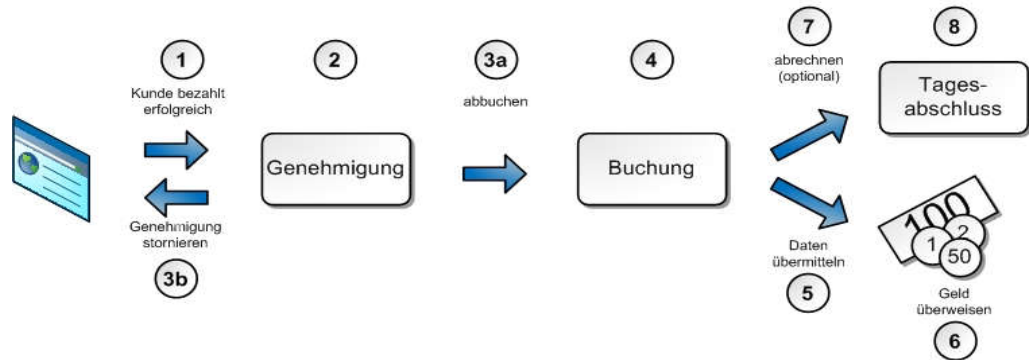 1
Kunde bezahlt
erfolgreich
2
3a
abbuchen
4
7
abrechnen
(optional)
8
Tages-
abschluss
Genehmigung
Buchung
Genehmigung
stornieren
3b
Daten
übermitteln
5
100
1
2
50
Geld
überweisen
6